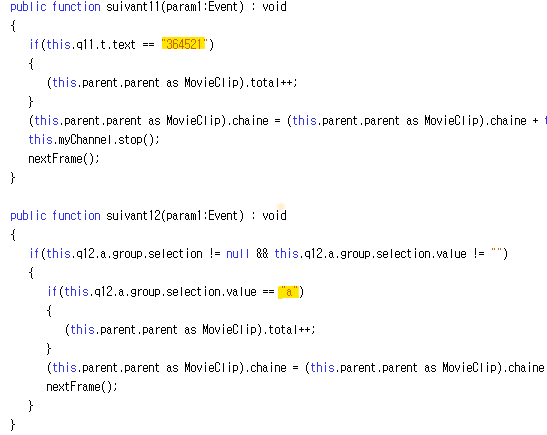 public function suivant11(param1:Event) : void
{
if(this.q11.t.text == "364521")
{
(this.parent.parent as MovieClip).total++;
}
(this.parent.parent as MovieClip).chaine = (this.parent.parent as MovieClip).chaine + t
this.myChannel.stop();
nextFrame();
}
public function suivant12(param1:Event) : void
{
if(this.q12.a.group.selection != null && this.q12.a.group.selection.value != "")
{
if(this.q12.a.group.selection.value == "a")
{
(this.parent.parent as MovieClip).total++;
}
(this.parent.parent as MovieClip).chaine = (this.parent.parent as MovieClip).chaine
nextFrame();
}
}